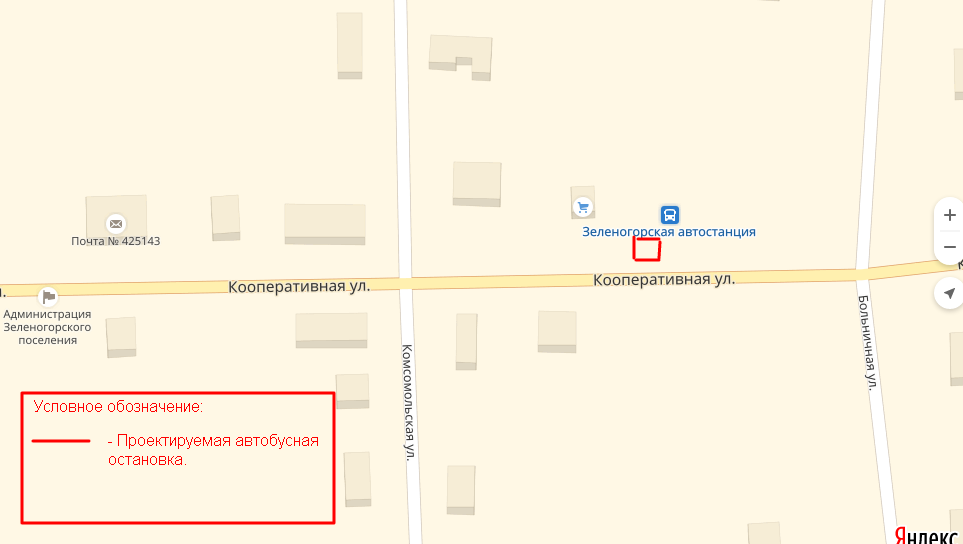 Почта № 425143
Зеленогорская автостанция
Кооперативная ул.
Кооперативная ул.
Администрация
Зеленогорского
поселения
Больничная ул.
Комсомольская ул.
Условное обозначение:
- Проектируемая автобусная
остановка.
Яндекс